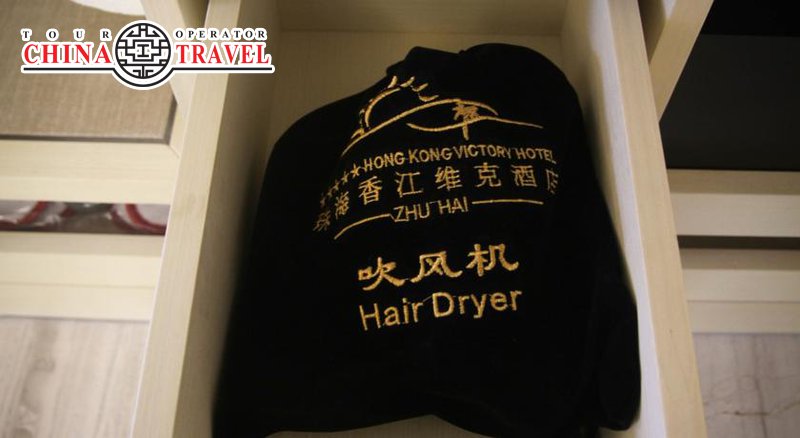 TOUR OPERATOR
CHINA TRAVEL
★★★★★HONG KONG VICTORY HOTEL
珠海香江维克酒店
ZHU HAI
吹风机
Hair Dryer